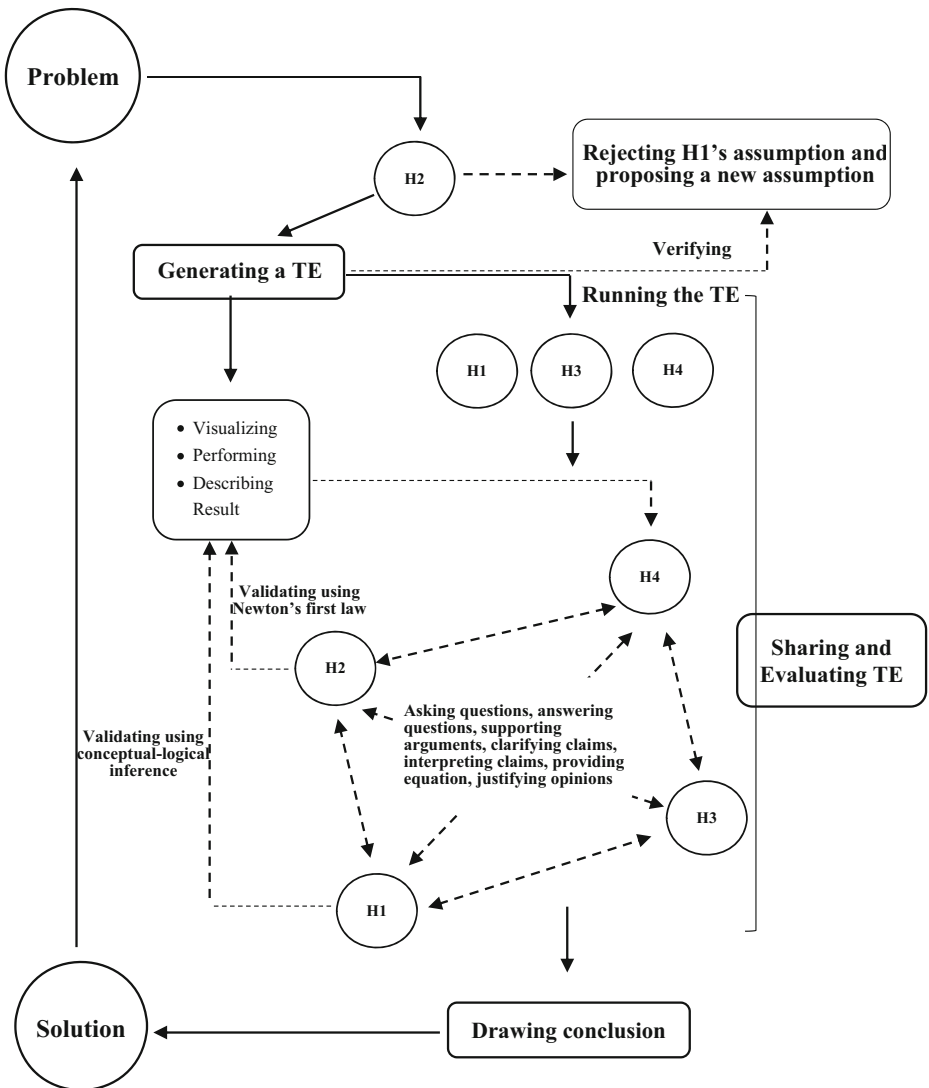 Problem
H2
Rejecting H1's assumption and
proposing a new assumption
Verifying
Generating a TE
Running the TE
H1
H3
H4
• Visualizing
• Performing
• Describing
Result
H4
Validating using
Newton's first law
H2
Sharing and
Evaluating TE
Asking questions, answering
questions, supporting
arguments, clarifying claims,
interpreting claims, providing
equation, justifying opinions
Validating using
conceptual-logical
inference
H3
H1
Solution
Drawing conclusion